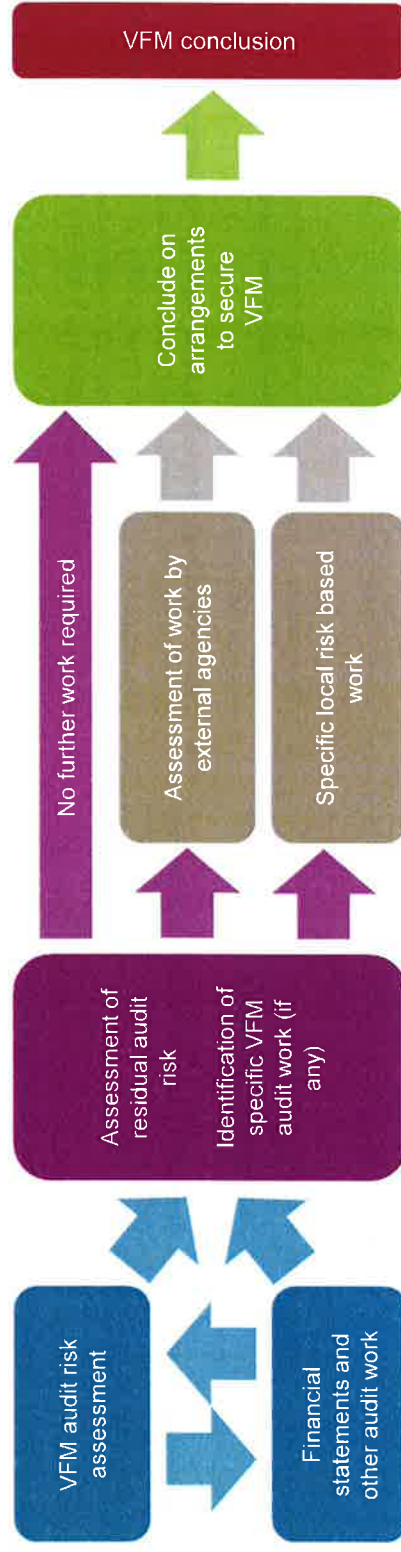 VFM audit risk
assessment
Financial
statements and
other audit work
Assessment of
residual audit
risk
Identification of
specific VFM
audit work (if
any)
No further work required
Assessment of work by
external agencies
Specific local risk based
work
Conclude on
arrangements
to secure
VFM
VFM conclusion